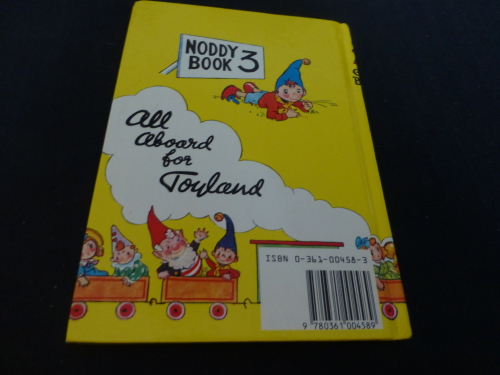 NODDY
BOOK 3
All
Aboard
for
Toyland
ISBN 0-361-00458-3
9 780361 004589